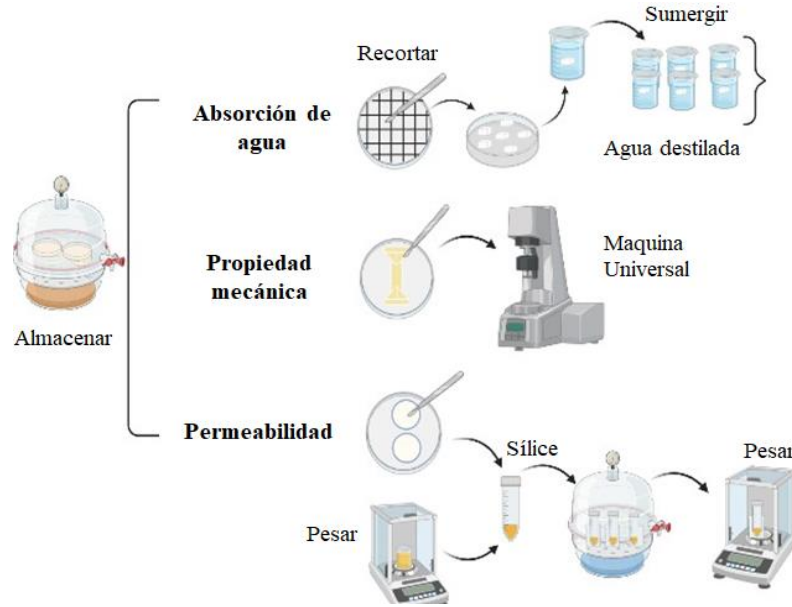 Sumergir
Recortar
Absorción de
agua
Agua destilada
Propiedad
mecánica
Maquina
Universal
Almacenar
Permeabilidad
Sílice
Pesar
Pesar